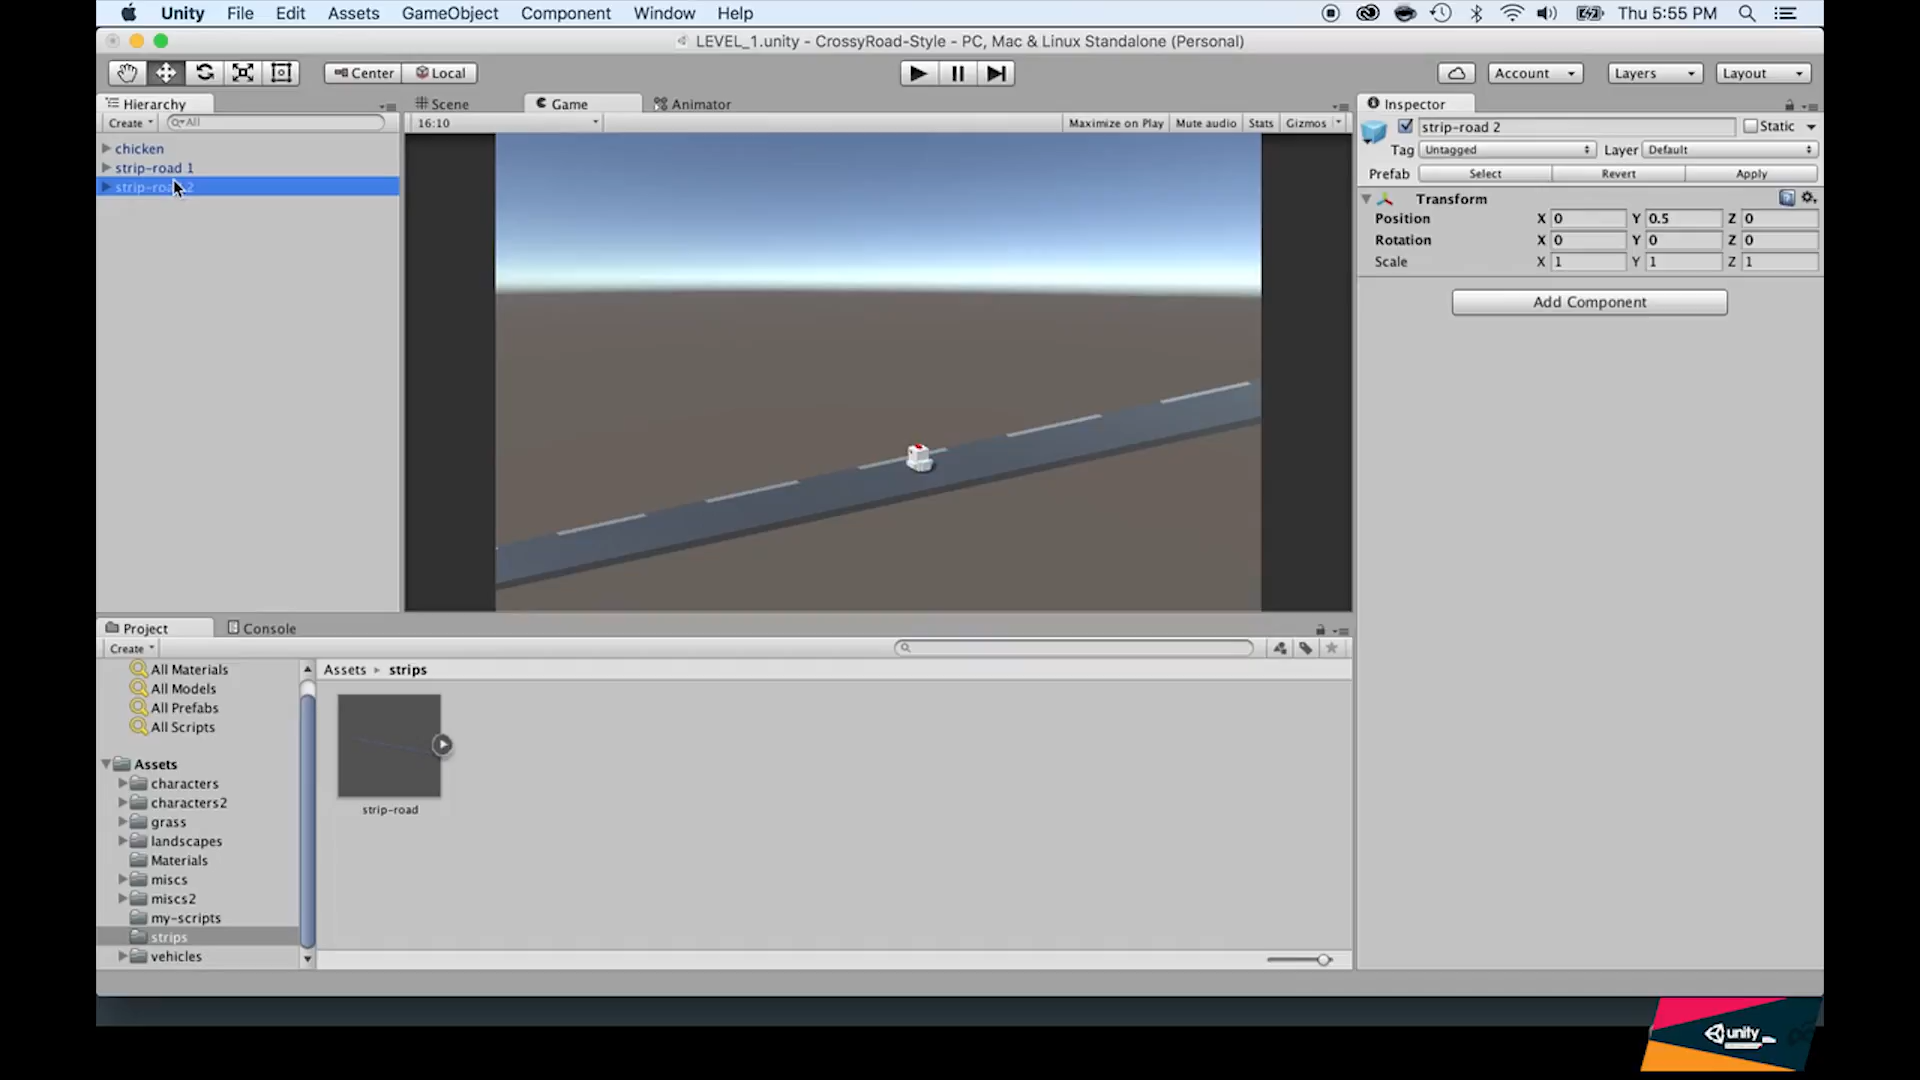 Unity File Edit Assets GameObject Component Window Help Thu 5:55 PM
LEVEL_1.unity - CrossyRoad-Style - PC, Mac & Linux Standalone (Personal)
Center Local Account Layers Layout
Hierarchy Scene Game Animator Inspector
Create All 16:10 Maximize on Play Mute audio Stats Gizmos
strip-road 2 Static
Tag Untagged Layer Default
Prefab Select Revert Apply
chicken
strip-road 1
strip-road 2
Transform
Position X 0 Y 0.5 Z 0
Rotation X 0 Y 0 Z 0
Scale X 1 Y 1 Z 1
Add Component
Project Console
Create
All Materials
All Models
All Prefabs
All Scripts
Assets
characters
characters2
grass
landscapes
Materials
miscs
miscs2
my-scripts
strips
vehicles
Assets strips
strip-road
unity